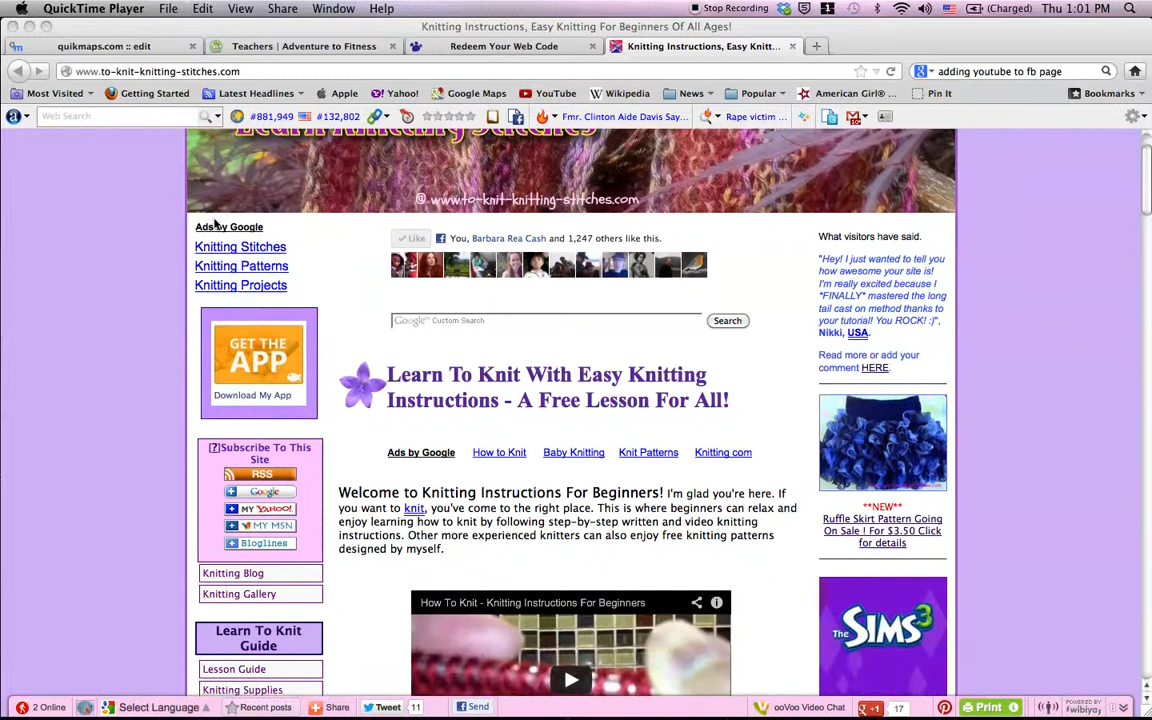 QuickTime Player File Edit View Share Window Help Stop Recording (Charged) Thu 1:01 PM
Knitting Instructions, Easy Knitting For Beginners Of All Ages!
quikmaps.com :: edit Teachers | Adventure to Fitness Redeem Your Web Code Knitting Instructions, Easy Knitt...
www.to-knit-knitting-stitches.com adding youtube to fb page
Most Visited Getting Started Latest Headlines Apple Yahoo! Google Maps YouTube Wikipedia News Popular American Girl® ... Pin It Bookmarks
Web Search #881,949 #132,802 Fmr. Clinton Aide Davis Say... Rape victim ...
Learn Knitting Stitches
@ www.to-knit-knitting-stitches.com
Ads by Google
Knitting Stitches
Knitting Patterns
Knitting Projects
GET THE
APP
Download My App
[?]Subscribe To This
Site
RSS
Google
MY YAHOO!
MY MSN
Bloglines
Knitting Blog
Knitting Gallery
Learn To Knit
Guide
Lesson Guide
Knitting Supplies
Like You, Barbara Rea Cash and 1,247 others like this.
Google Custom Search Search
Learn To Knit With Easy Knitting
Instructions - A Free Lesson For All!
Ads by Google How to Knit Baby Knitting Knit Patterns Knitting.com
Welcome to Knitting Instructions For Beginners! I'm glad you're here. If
you want to knit, you've come to the right place. This is where beginners can relax and
enjoy learning how to knit by following step-by-step written and video knitting
instructions. Other more experienced knitters can also enjoy free knitting patterns
designed by myself.
How To Knit - Knitting Instructions For Beginners
What visitors have said.
"Hey! I just wanted to tell you
how awesome your site is!
I'm really excited because I
*FINALLY* mastered the long
tail cast on method thanks to
your tutorial! You ROCK! :)",
Nikki, USA.
Read more or add your
comment HERE.
**NEW**
Ruffle Skirt Pattern Going
On Sale ! For $3.50 Click
for details
THE SIMS 3
2 Online Select Language Recent posts Share Tweet 11 Send ooVoo Video Chat +1 17 Print POWERED BY wibiya